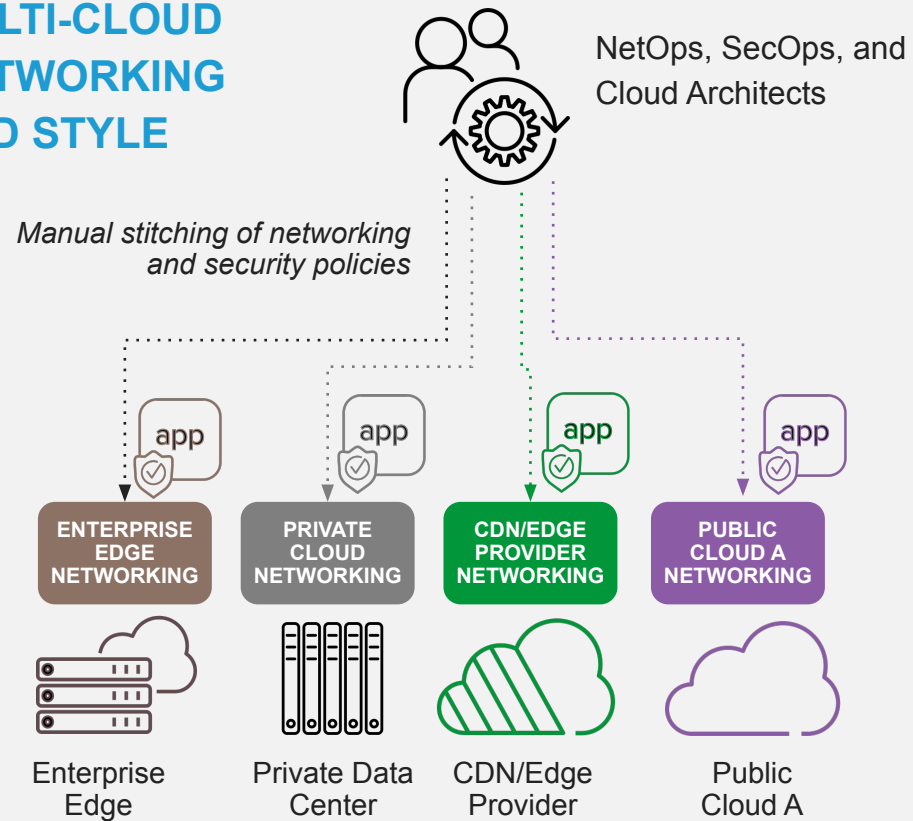 LTI-CLOUD
TWORKING
D STYLE
NetOps, SecOps, and
Cloud Architects
Manual stitching of networking
and security policies
app
app
app
app
ENTERPRISE
EDGE
NETWORKING
PRIVATE
CLOUD
NETWORKING
CDN/EDGE
PROVIDER
NETWORKING
PUBLIC
CLOUD A
NETWORKING
Enterprise
Edge
Private Data
Center
CDN/Edge
Provider
Public
Cloud A